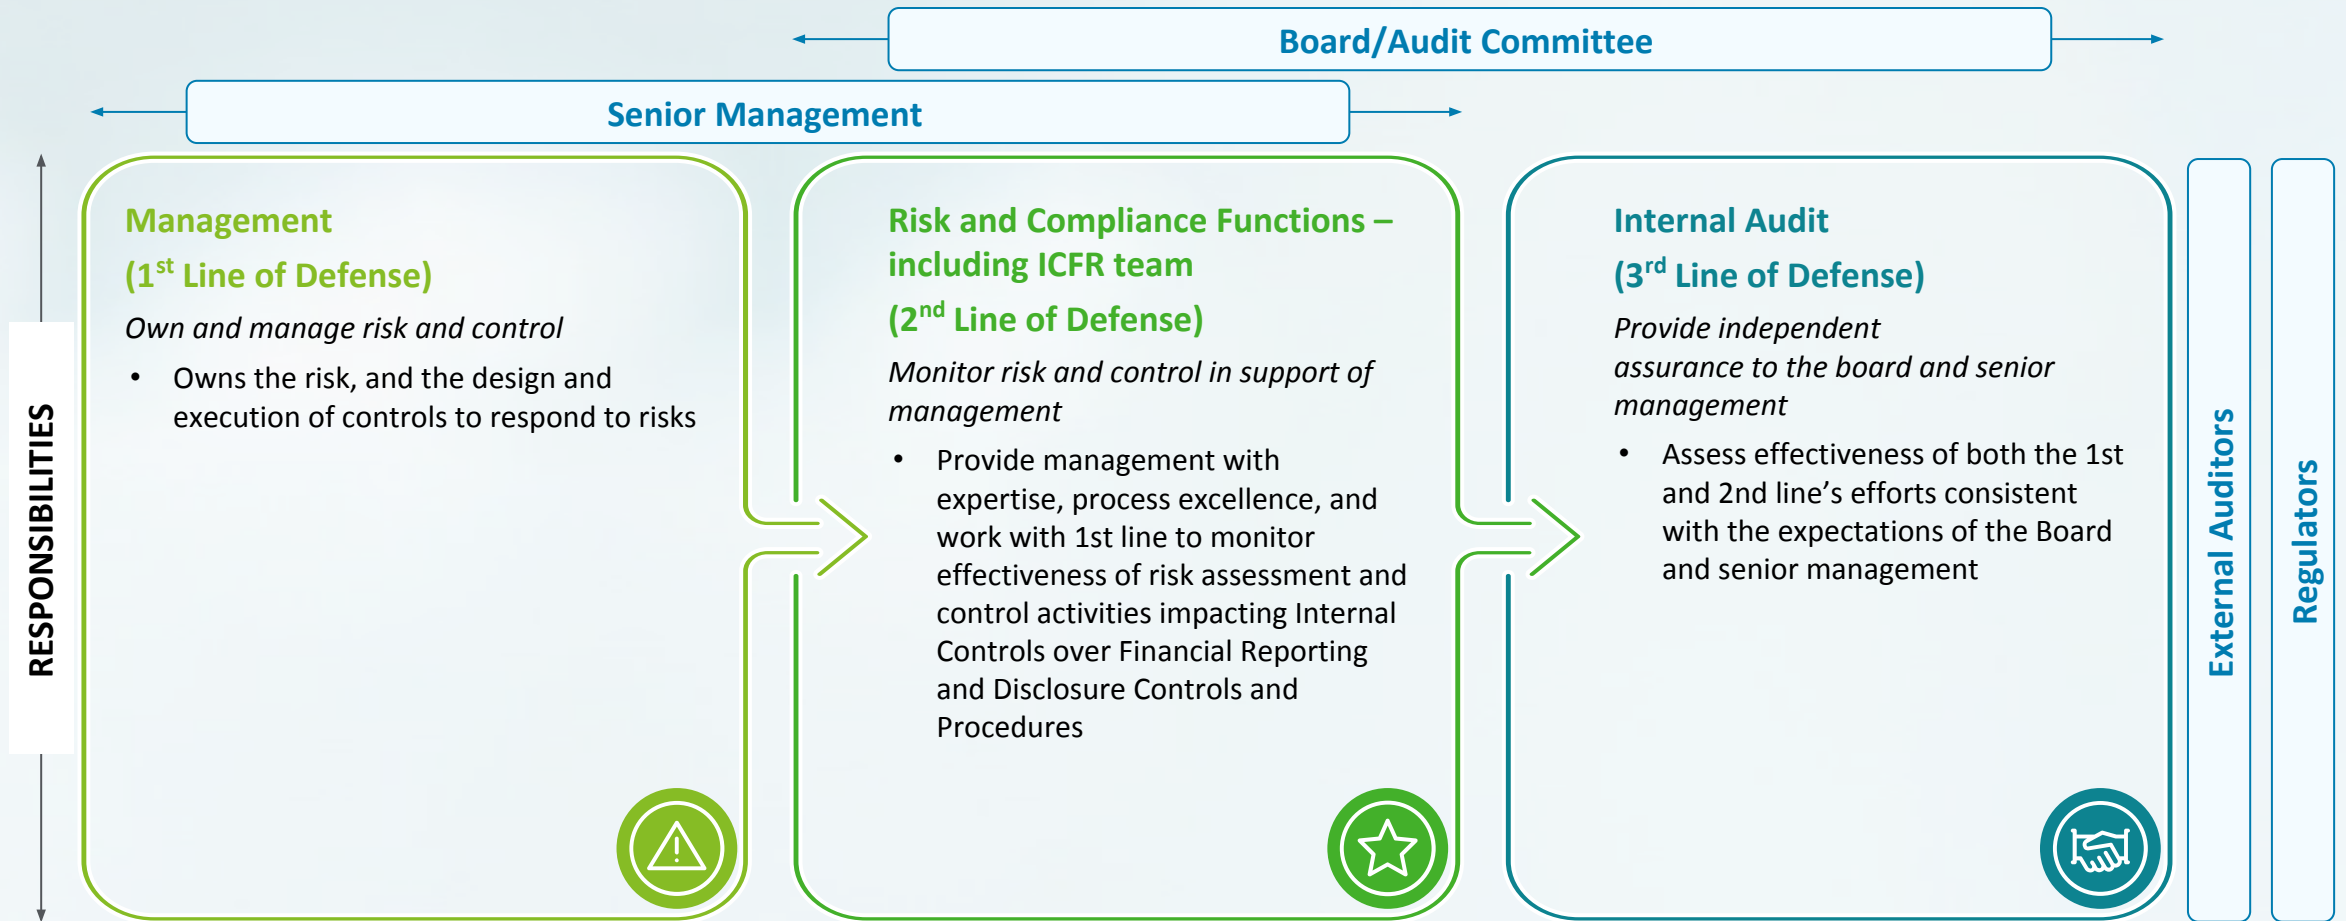 Board/Audit Committee
Senior Management
RESPONSIBILITIES
Management
(1st Line of Defense)
Own and manage risk and control
• Owns the risk, and the design and
execution of controls to respond to risks
Risk and Compliance Functions –
including ICFR team
(2nd Line of Defense)
Monitor risk and control in support of
management
• Provide management with
expertise, process excellence, and
work with 1st line to monitor
effectiveness of risk assessment and
control activities impacting Internal
Controls over Financial Reporting
and Disclosure Controls and
Procedures
Internal Audit
(3rd Line of Defense)
Provide independent
assurance to the board and senior
management
• Assess effectiveness of both the 1st
and 2nd line’s efforts consistent
with the expectations of the Board
and senior management
External Auditors
Regulators